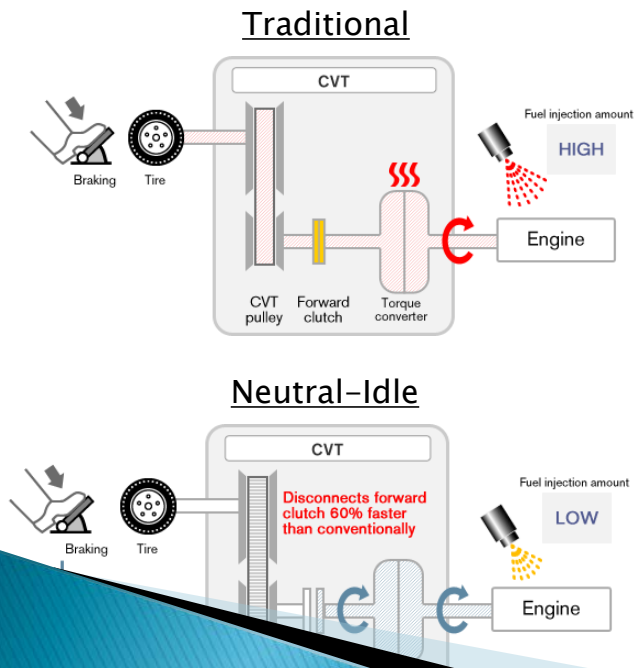 Traditional
CVT
Fuel injection amount
HIGH
Braking
Tire
Engine
CVT
pulley
Forward
clutch
Torque
converter
Neutral-Idle
CVT
Fuel injection amount
Disconnects forward
clutch 60% faster
than conventionally
LOW
Braking
Tire
Engine